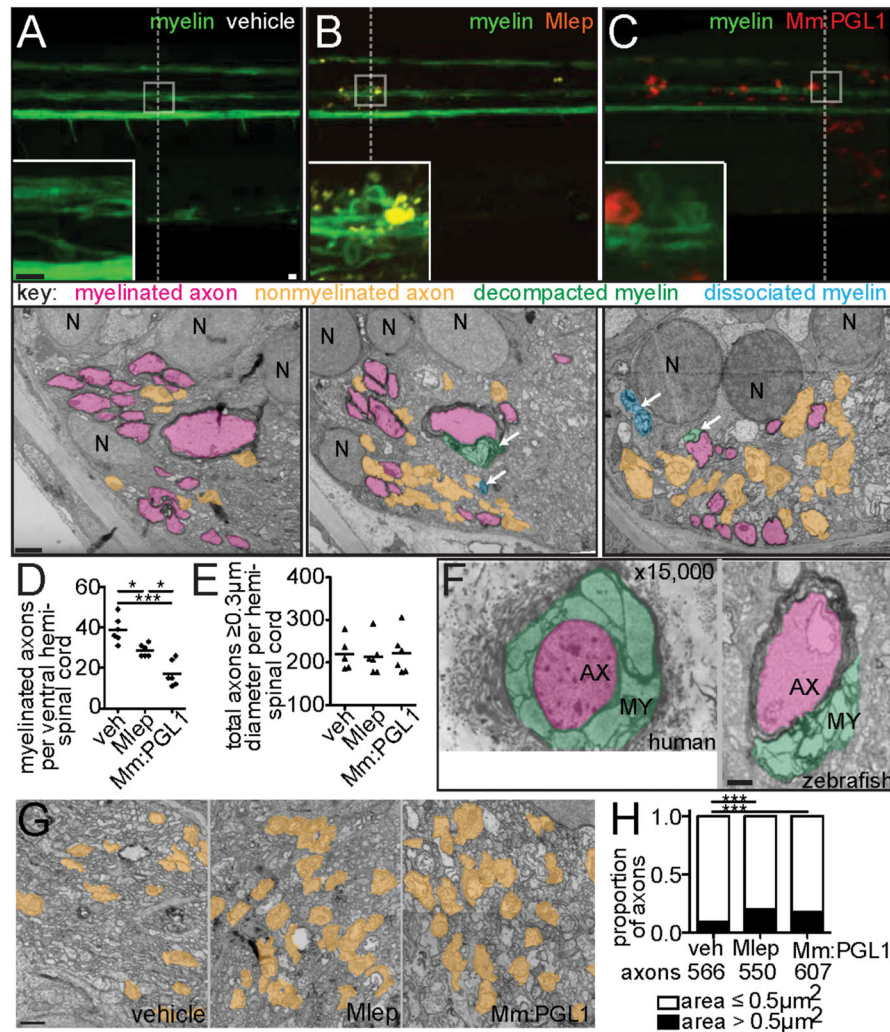 A myelin vehicle
B myelin Mlep
C myelin Mm:PGL1
key: myelinated axon nonmyelinated axon decompacted myelin dissociated myelin
N
N
N
N
N
N
N
N
N
N
D
myelinated axons
per ventral hemi-
spinal cord
60
40
20
0
* *
***
veh
Mlep
Mm:PGL1
E
total axons ≥0.3µm
diameter per hemi-
spinal cord
400
300
200
100
veh
Mlep
Mm:PGL1
F
x15,000
AX
MY
MY
human
AX
MY
zebrafish
G
vehicle
Mlep
Mm:PGL1
H
***
***
proportion
of axons
1.0
0.5
0.0
veh Mlep Mm:PGL1
axons 566 550 607
area ≤ 0.5µm²
area > 0.5µm²